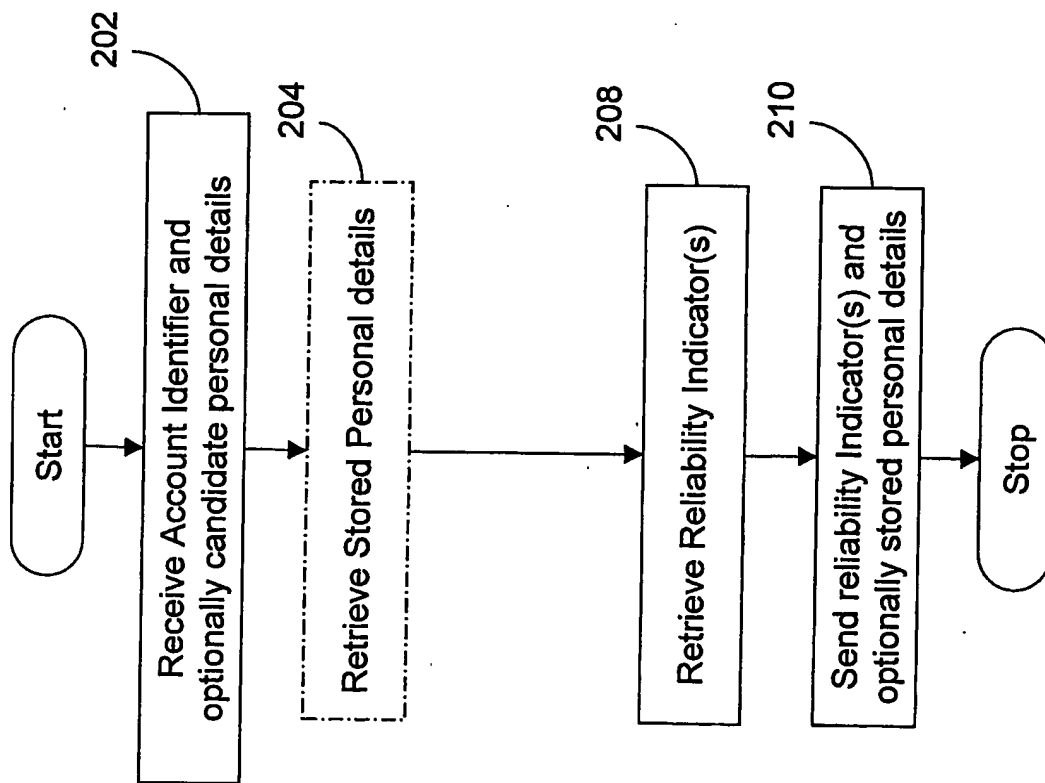 Start
202
Receive Account Identifier and
optionally candidate personal details
204
Retrieve Stored Personal details
208
Retrieve Reliability Indicator(s)
210
Send reliability Indicator(s) and
optionally stored personal details
Stop